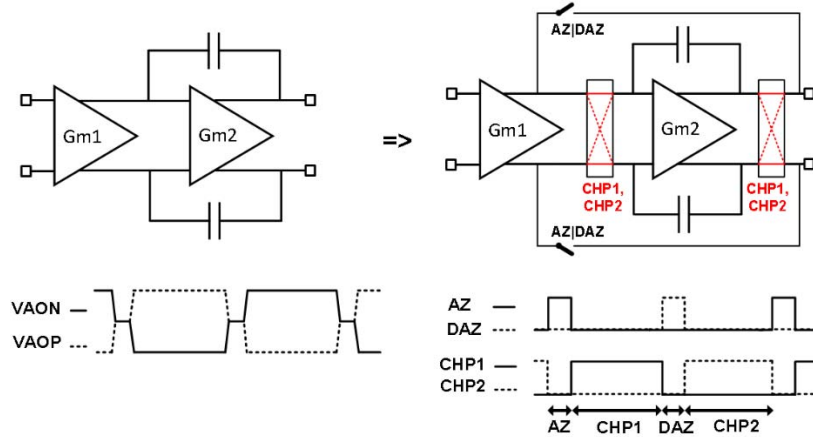 AZ|DAZ
Gm1
Gm2
=>
Gm1
Gm2
CHP1,
CHP2
CHP1,
CHP2
AZ|DAZ
VAON
VAOP
AZ
DAZ
CHP1
CHP2
AZ CHP1 DAZ CHP2